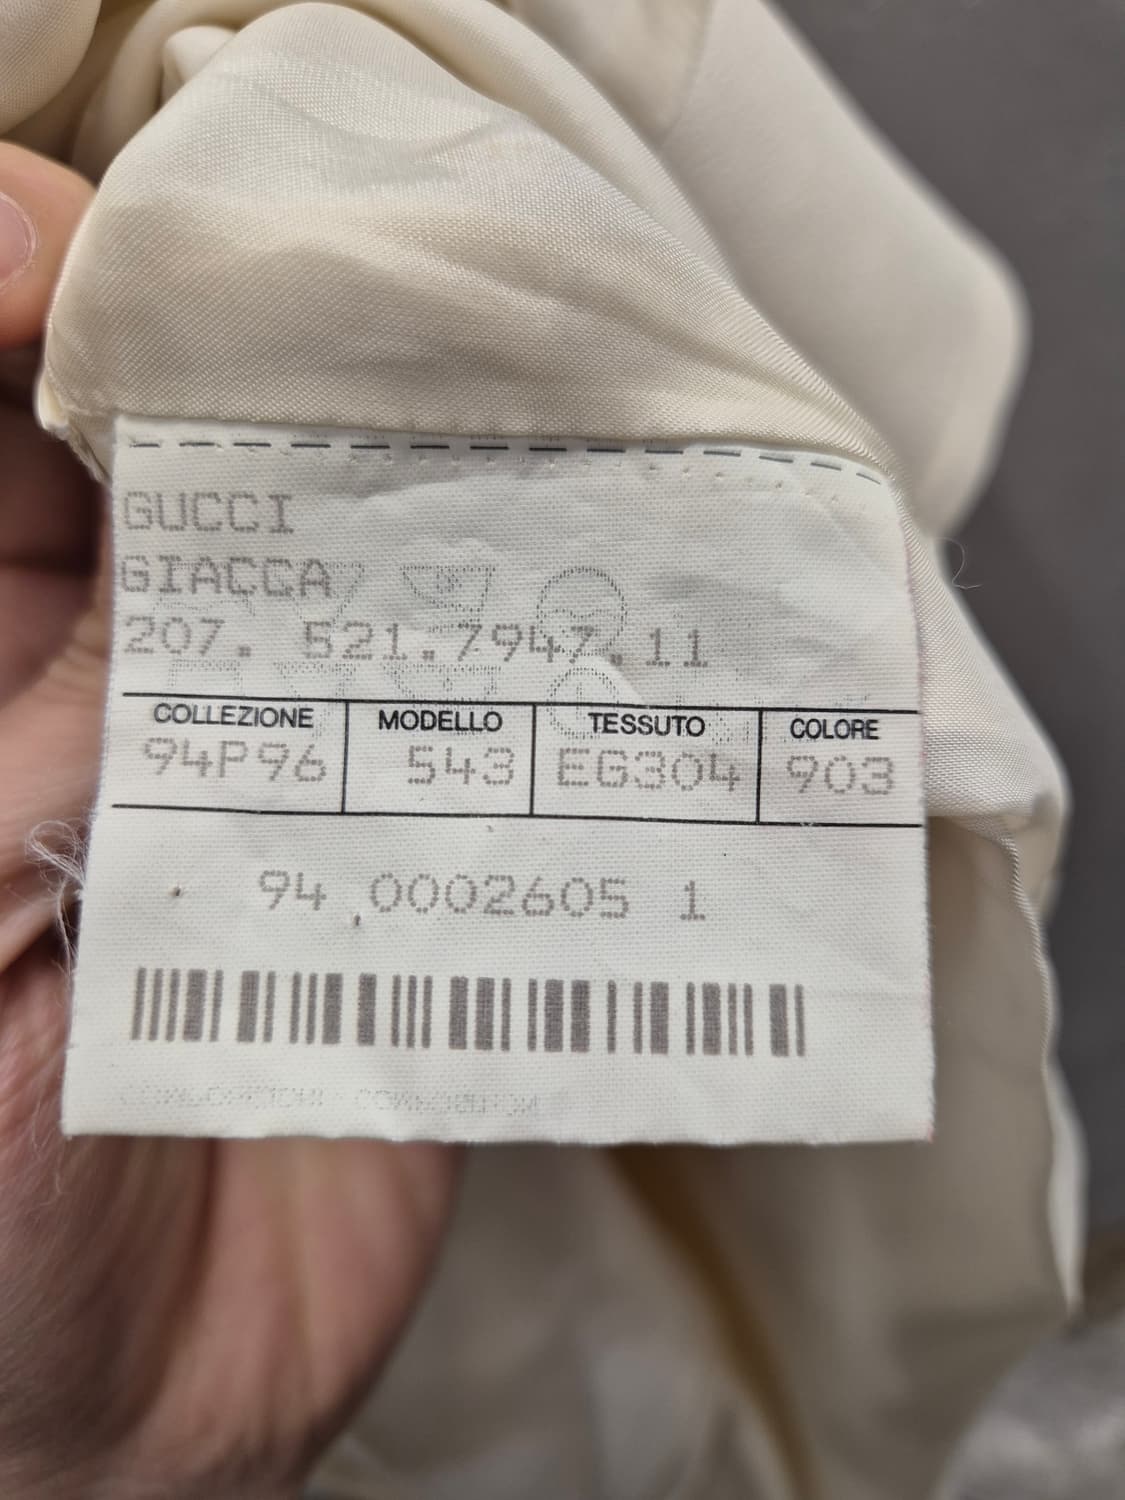 GUCCI
GIACCA
207. 521.7947.11
COLLEZIONE MODELLO TESSUTO COLORE
94P96 543 EG304 903
94 0002605 1